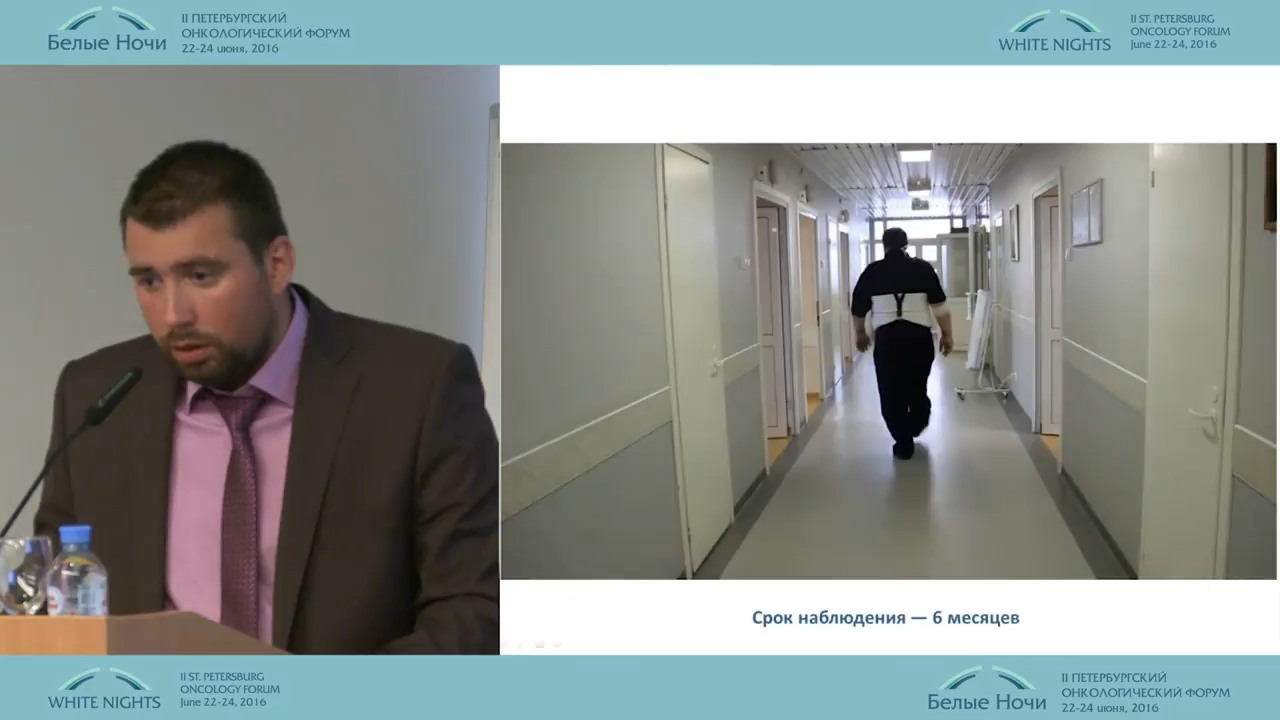 Белые Ночи
II ПЕТЕРБУРГСКИЙ
ОНКОЛОГИЧЕСКИЙ ФОРУМ
22-24 июня, 2016
WHITE NIGHTS
II ST. PETERSBURG
ONCOLOGY FORUM
June 22-24, 2016
Срок наблюдения — 6 месяцев
WHITE NIGHTS
II ST. PETERSBURG
ONCOLOGY FORUM
June 22-24, 2016
Белые Ночи
II ПЕТЕРБУРГСКИЙ
ОНКОЛОГИЧЕСКИЙ ФОРУМ
22-24 июня, 2016